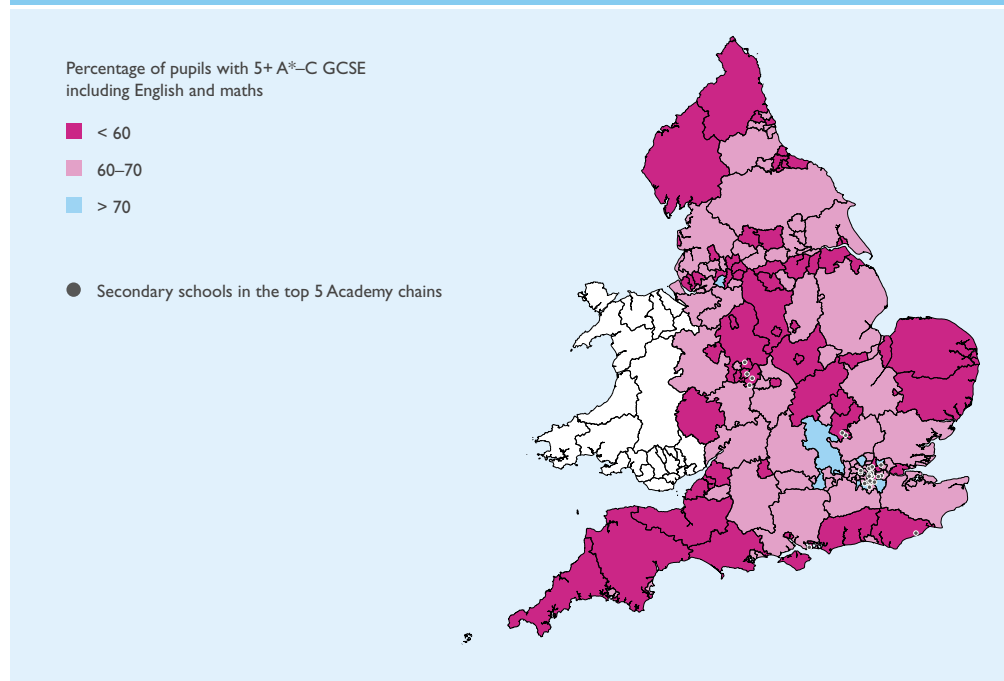 Percentage of pupils with 5+ A*–C GCSE
including English and maths
< 60
60–70
> 70
Secondary schools in the top 5 Academy chains